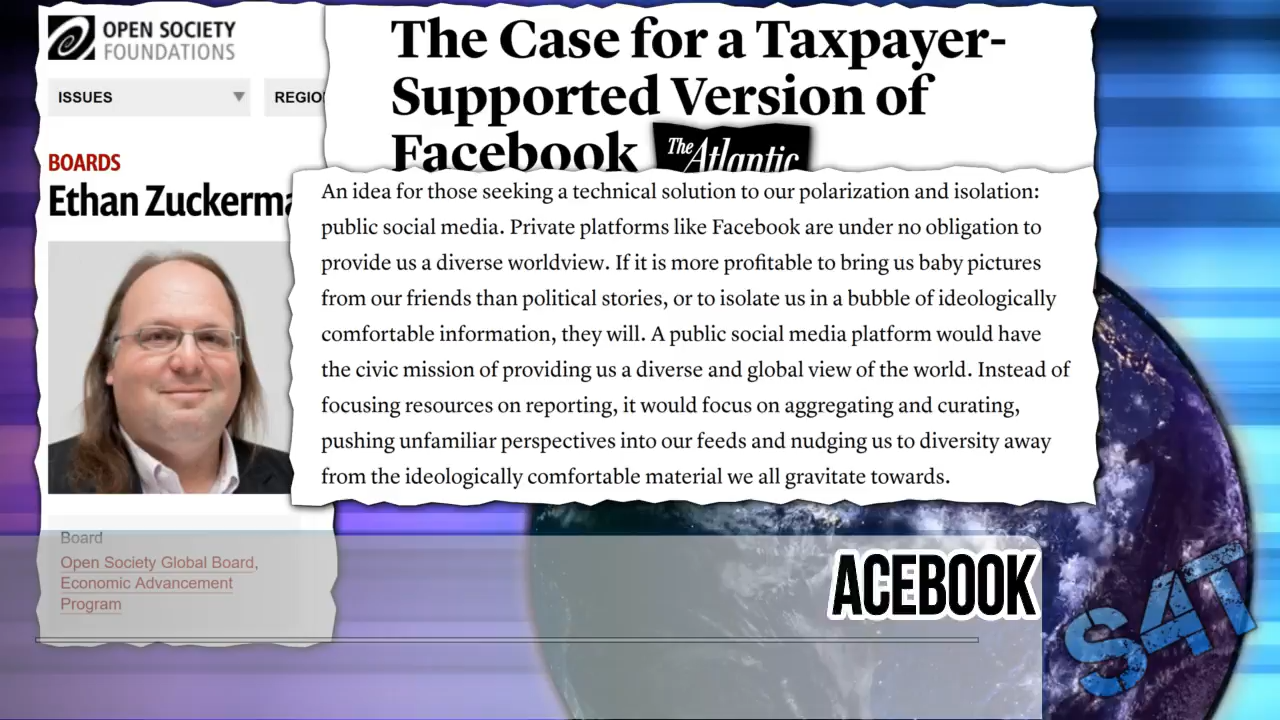 OPEN SOCIETY
FOUNDATIONS
ISSUES
REGIO
BOARDS
Ethan Zuckerma
Board
Open Society Global Board,
Economic Advancement
Program
The Case for a Taxpayer-
Supported Version of
Facebook
The Atlantic
An idea for those seeking a technical solution to our polarization and isolation:
public social media. Private platforms like Facebook are under no obligation to
provide us a diverse worldview. If it is more profitable to bring us baby pictures
from our friends than political stories, or to isolate us in a bubble of ideologically
comfortable information, they will. A public social media platform would have
the civic mission of providing us a diverse and global view of the world. Instead of
focusing resources on reporting, it would focus on aggregating and curating,
pushing unfamiliar perspectives into our feeds and nudging us to diversity away
from the ideologically comfortable material we all gravitate towards.
ACEBOOK
S4T